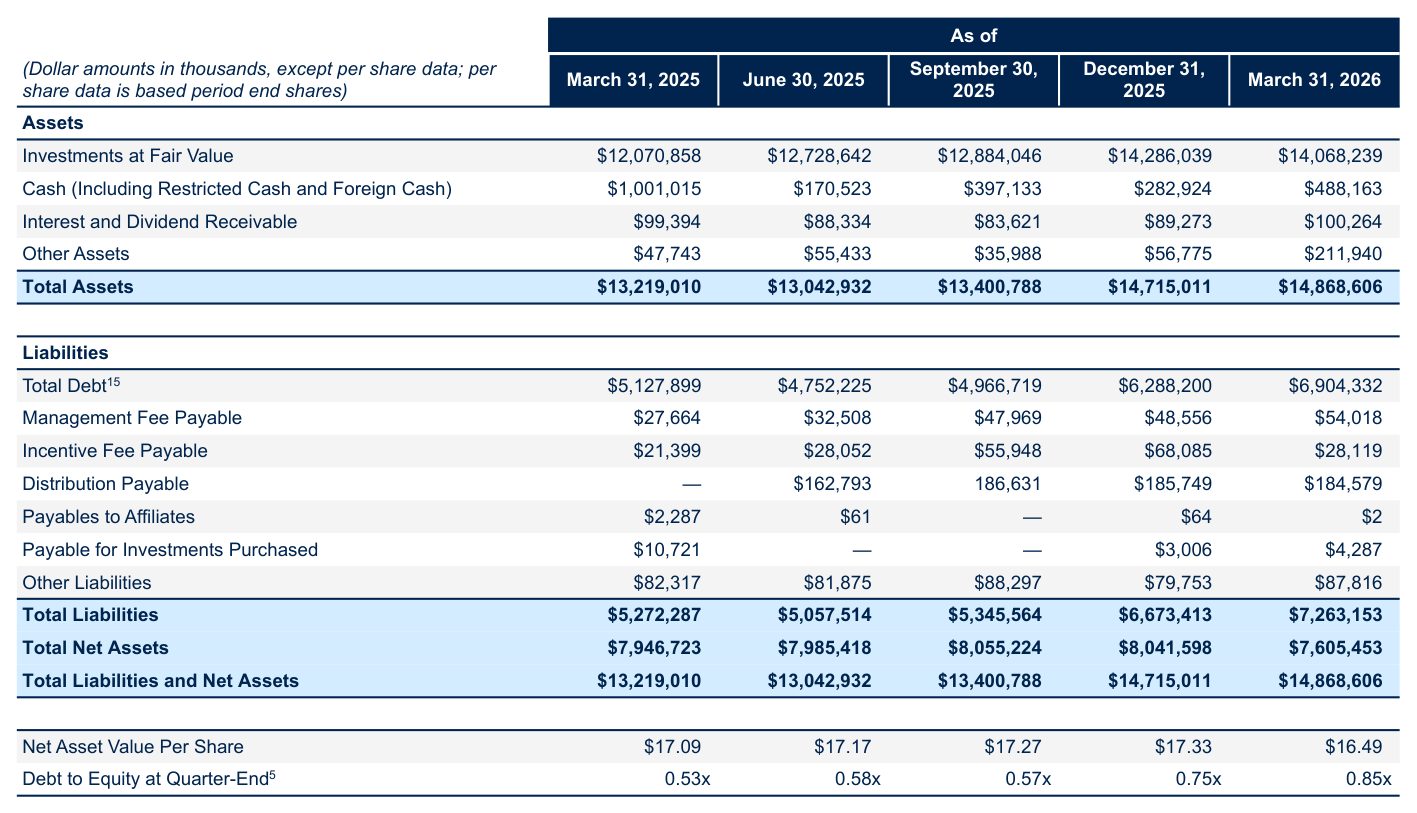 As of
(Dollar amounts in thousands, except per share data; per
share data is based period end shares)
March 31, 2025 June 30, 2025 September 30, 2025 December 31, 2025 March 31, 2026
Assets
Investments at Fair Value $12,070,858 $12,728,642 $12,884,046 $14,286,039 $14,068,239
Cash (Including Restricted Cash and Foreign Cash) $1,001,015 $170,523 $397,133 $282,924 $488,163
Interest and Dividend Receivable $99,394 $88,334 $83,621 $89,273 $100,264
Other Assets $47,743 $55,433 $35,988 $56,775 $211,940
Total Assets $13,219,010 $13,042,932 $13,400,788 $14,715,011 $14,868,606
Liabilities
Total Debt15 $5,127,899 $4,752,225 $4,966,719 $6,288,200 $6,904,332
Management Fee Payable $27,664 $32,508 $47,969 $48,556 $54,018
Incentive Fee Payable $21,399 $28,052 $55,948 $68,085 $28,119
Distribution Payable — $162,793 186,631 $185,749 $184,579
Payables to Affiliates $2,287 $61 — $64 $2
Payable for Investments Purchased $10,721 — — $3,006 $4,287
Other Liabilities $82,317 $81,875 $88,297 $79,753 $87,816
Total Liabilities $5,272,287 $5,057,514 $5,345,564 $6,673,413 $7,263,153
Total Net Assets $7,946,723 $7,985,418 $8,055,224 $8,041,598 $7,605,453
Total Liabilities and Net Assets $13,219,010 $13,042,932 $13,400,788 $14,715,011 $14,868,606
Net Asset Value Per Share $17.09 $17.17 $17.27 $17.33 $16.49
Debt to Equity at Quarter-End5 0.53x 0.58x 0.57x 0.75x 0.85x